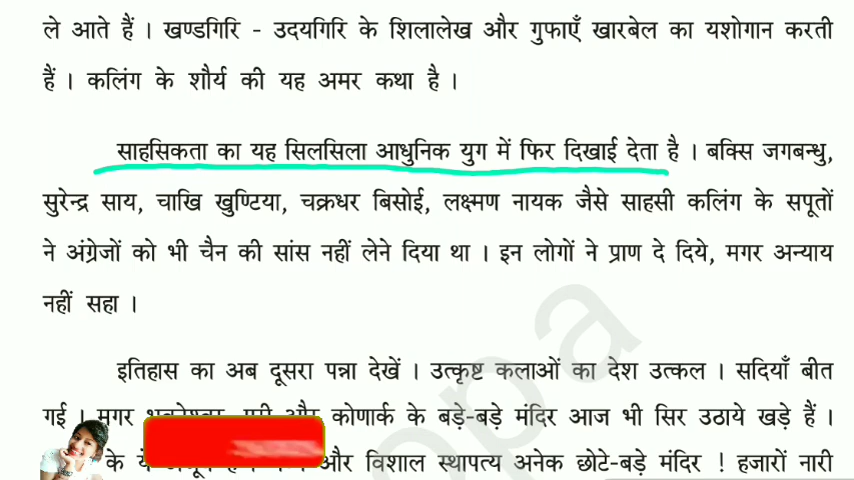 ले आते हैं । खण्डगिरि - उदयगिरि के शिलालेख और गुफाएँ खारबेल का यशोगान करती
हैं । कलिंग के शौर्य की यह अमर कथा है ।
साहसिकता का यह सिलसिला आधुनिक युग में फिर दिखाई देता है । बक्सि जगबन्धु,
सुरेन्द्र साय, चाखि खुण्टिया, चक्रधर बिसोई, लक्ष्मण नायक जैसे साहसी कलिंग के सपूतों
ने अंग्रेजों को भी चैन की सांस नहीं लेने दिया था । इन लोगों ने प्राण दे दिये, मगर अन्याय
नहीं सहा ।
इतिहास का अब दूसरा पन्ना देखें । उत्कृष्ट कलाओं का देश उत्कल । सदियाँ बीत
गई । मगर और कोणार्क के बड़े-बड़े मंदिर आज भी सिर उठाये खड़े हैं ।
के और विशाल स्थापत्य अनेक छोटे-बड़े मंदिर ! हजारों नारी